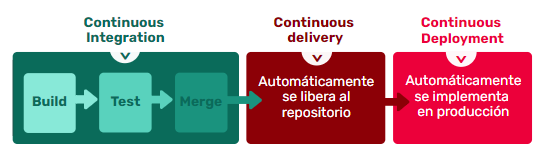 Continuous
Integration
Continuous
delivery
Continuous
Deployment
Build
Test
Merge
Automáticamente
se libera al
repositorio
Automáticamente
se implementa
en producción